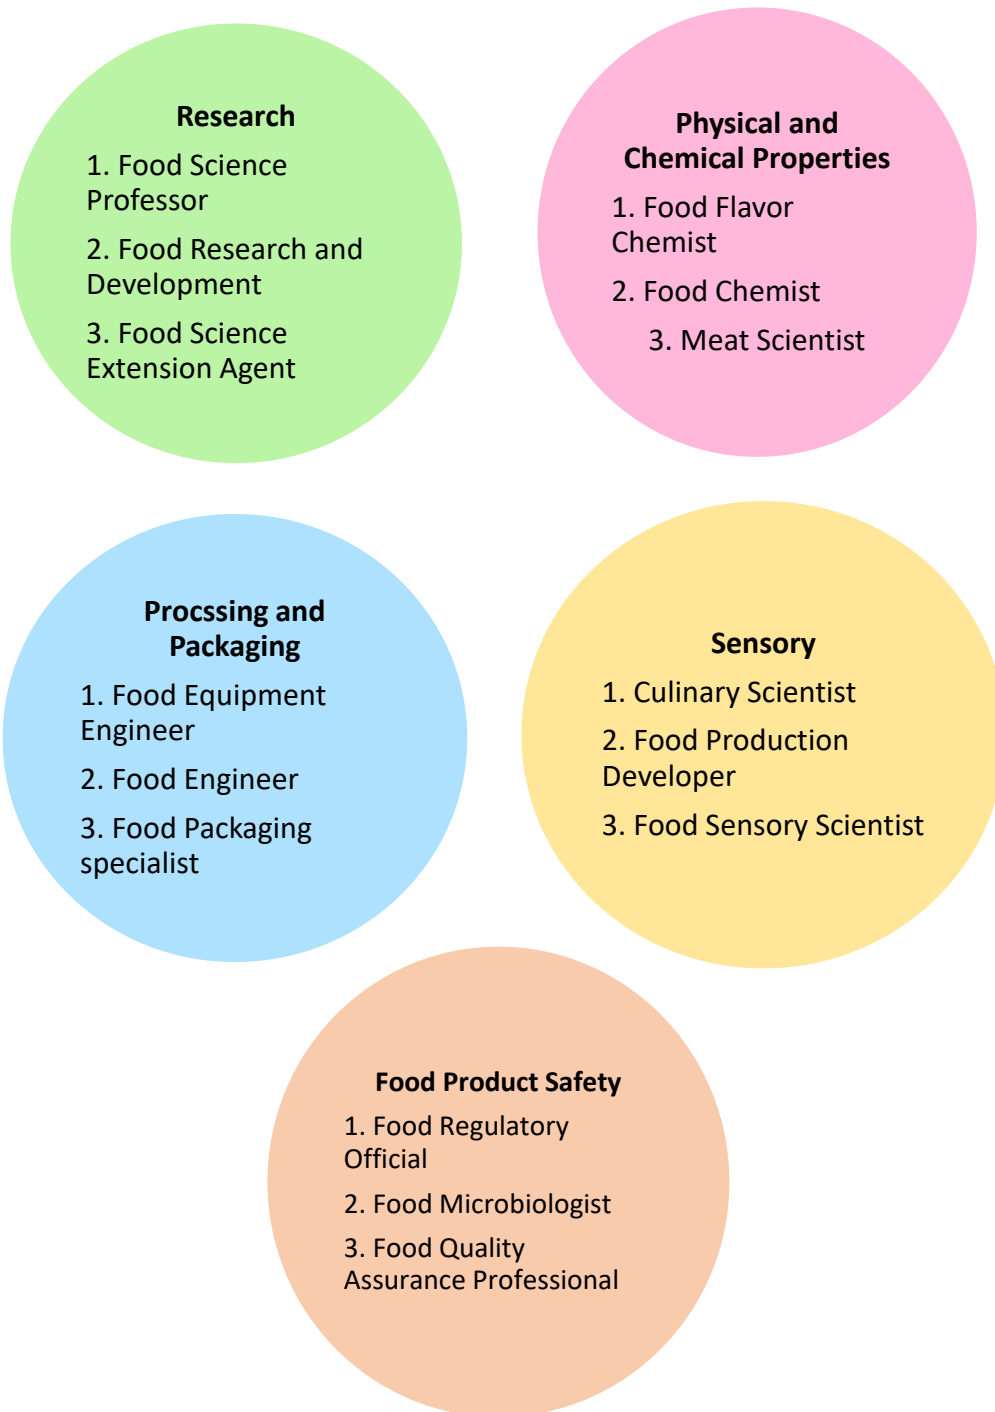 Research
1. Food Science
Professor
2. Food Research and
Development
3. Food Science
Extension Agent
Physical and
Chemical Properties
1. Food Flavor
Chemist
2. Food Chemist
3. Meat Scientist
Procssing and
Packaging
1. Food Equipment
Engineer
2. Food Engineer
3. Food Packaging
specialist
Sensory
1. Culinary Scientist
2. Food Production
Developer
3. Food Sensory Scientist
Food Product Safety
1. Food Regulatory
Official
2. Food Microbiologist
3. Food Quality
Assurance Professional